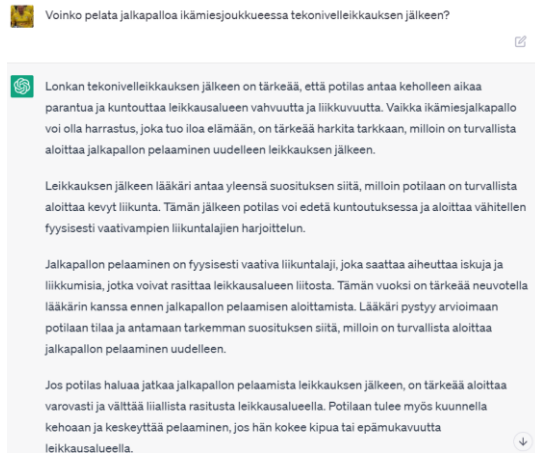 Voinko pelata jalkapalloa ikämiesjoukkueessa tekonivelleikkauksen jälkeen?
Lonkan tekonivelleikkauksen jälkeen on tärkeää, että potilas antaa keholleen aikaa
parantua ja kuntouttaa leikkausalueen vahvuutta ja liikkuvuutta. Vaikka ikämiesjalkapallo
voi olla harrastus, joka tuo iloa elämään, on tärkeää harkita tarkkaan, milloin on turvallista
aloittaa jalkapallon pelaaminen uudelleen leikkauksen jälkeen.
Leikkauksen jälkeen lääkäri antaa yleensä suosituksen siitä, milloin potilaan on turvallista
aloittaa kevyt liikunta. Tämän jälkeen potilas voi edetä kuntoutuksessa ja aloittaa vähitellen
fyysisesti vaativampien liikuntalajien harjoittelun.
Jalkapallon pelaaminen on fyysisesti vaativa liikuntalaji, joka saattaa aiheuttaa iskuja ja
liikkumisia, jotka voivat rasittaa leikkausalueen liitosta. Tämän vuoksi on tärkeää neuvotella
lääkärin kanssa ennen jalkapallon pelaamisen aloittamista. Lääkäri pystyy arvioimaan
potilaan tilaa ja antamaan tarkemman suosituksen siitä, milloin on turvallista aloittaa
jalkapallon pelaaminen uudelleen.
Jos potilas haluaa jatkaa jalkapallon pelaamista leikkauksen jälkeen, on tärkeää aloittaa
varovasti ja välttää liiallista rasitusta leikkausalueella. Potilaan tulee myös kuunnella
kehoaan ja keskeyttää pelaaminen, jos hän kokee kipua tai epämukavuutta
leikkausalueella.